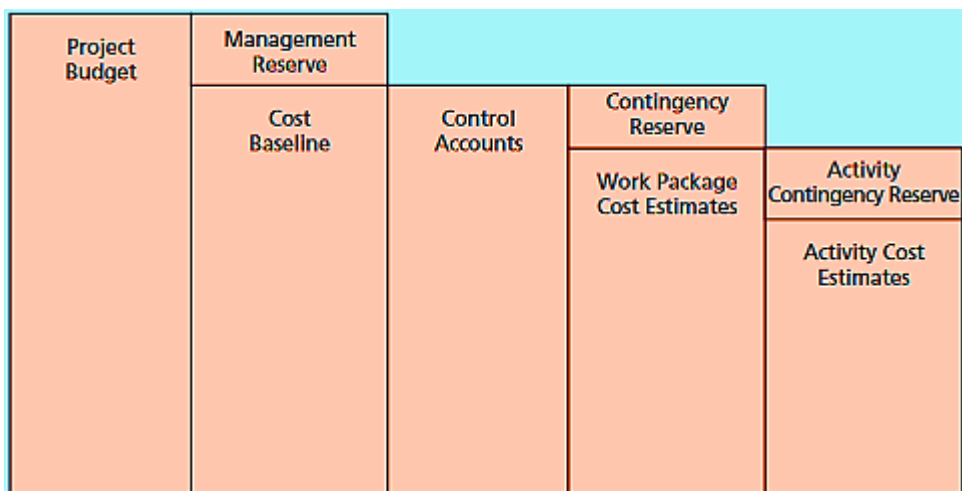 Project
Budget
Management
Reserve
Cost
Baseline
Control
Accounts
Contingency
Reserve
Work Package
Cost Estimates
Activity
Contingency Reserve
Activity Cost
Estimates